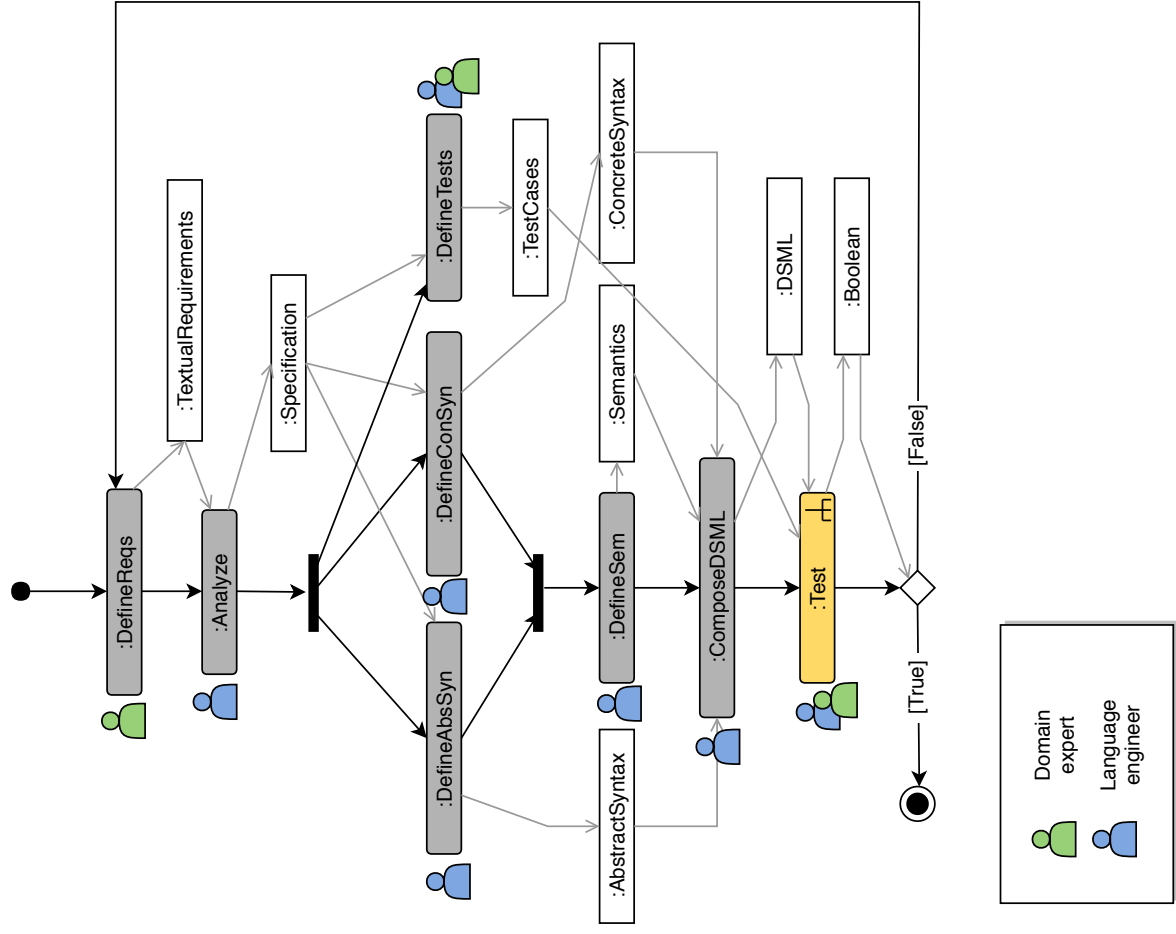 :DefineReqs
:TextualRequirements
:Analyze
:Specification
:DefineTests
:DefineConSyn
:DefineAbsSyn
:TestCases
:ConcreteSyntax
:Semantics
:DefineSem
:AbstractSyntax
:ComposeDSML
:DSML
:Test
:Boolean
[False]
[True]
Domain
expert
Language
engineer